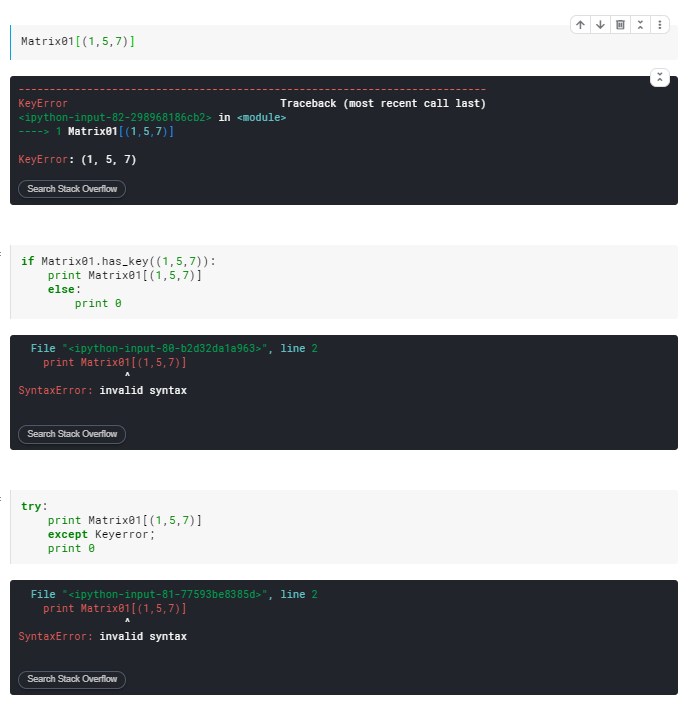 Matrix01[(1,5,7)]
---------------------------------------------------------------------------
KeyError                                  Traceback (most recent call last)
<ipython-input-82-298968186cb2> in <module>
----> 1 Matrix01[(1,5,7)]
KeyError: (1, 5, 7)
Search Stack Overflow
if Matrix01.has_key((1,5,7)):
    print Matrix01[(1,5,7)]
    else:
        print 0
  File "<ipython-input-80-b2d32da1a963>", line 2
    print Matrix01[(1,5,7)]
                 ^
SyntaxError: invalid syntax
Search Stack Overflow
try:
    print Matrix01[(1,5,7)]
    except Keyerror;
    print 0
  File "<ipython-input-81-77593be8385d>", line 2
    print Matrix01[(1,5,7)]
                 ^
SyntaxError: invalid syntax
Search Stack Overflow